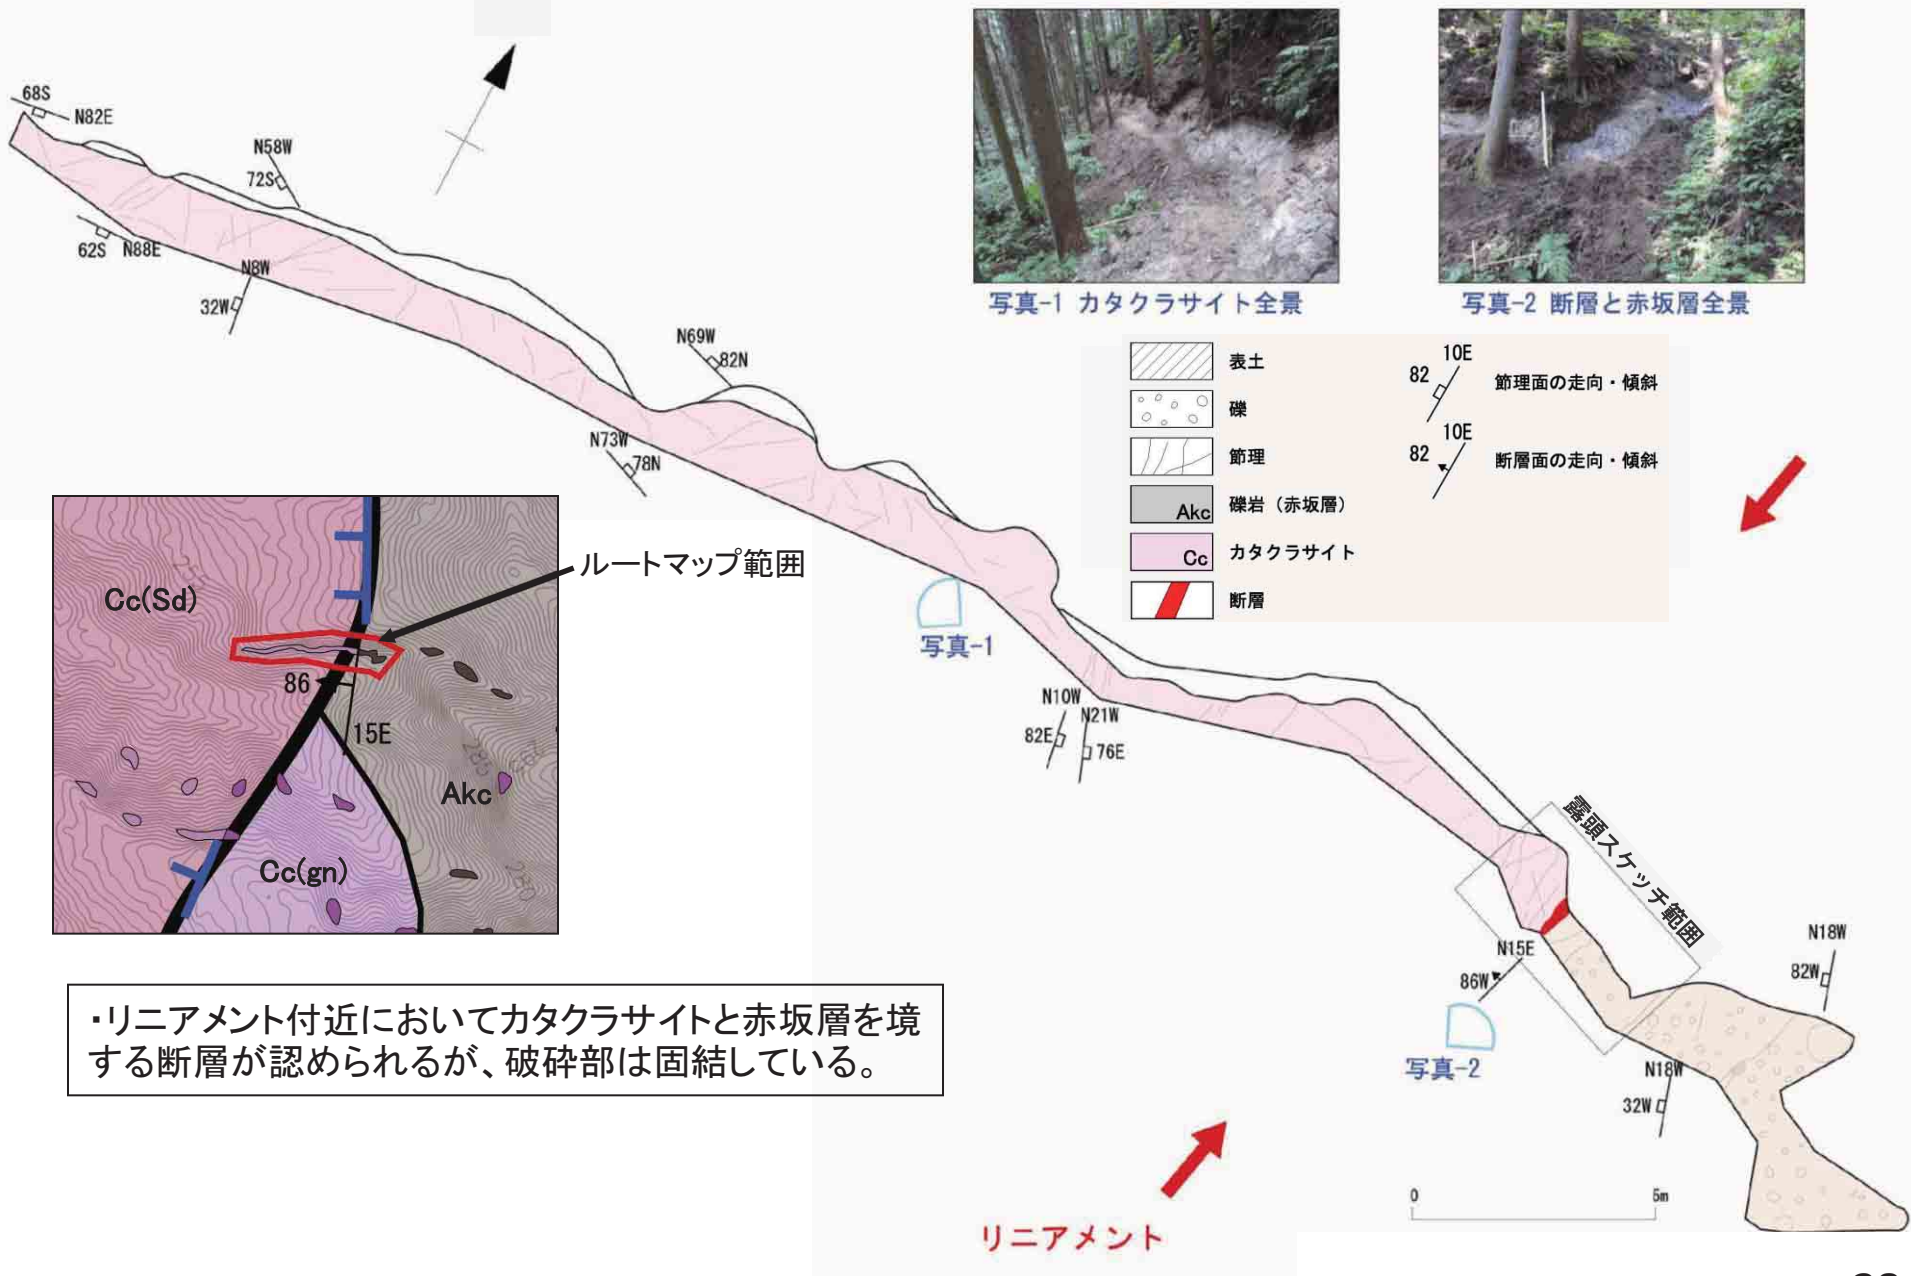 68S
N82E
N58W
72S
62S N88E
N8W
32W
N69W
82N
N73W
78N
写真-1 カタクラサイト全景
写真-2 断層と赤坂層全景
表土
礫
節理
Akc 礫岩（赤坂層）
Cc カタクラサイト
断層
10E
82 節理面の走向・傾斜
10E
82 断層面の走向・傾斜
ルートマップ範囲
Cc(Sd)
86
15E
Akc
285
280
Cc(gn)
写真-1
N10W
N21W
82E
76E
露頭スケッチ範囲
N15E
86W
写真-2
N18W
82W
N18W
32W
・リニアメント付近においてカタクラサイトと赤坂層を境
する断層が認められるが、破砕部は固結している。
リニアメント
0 5m